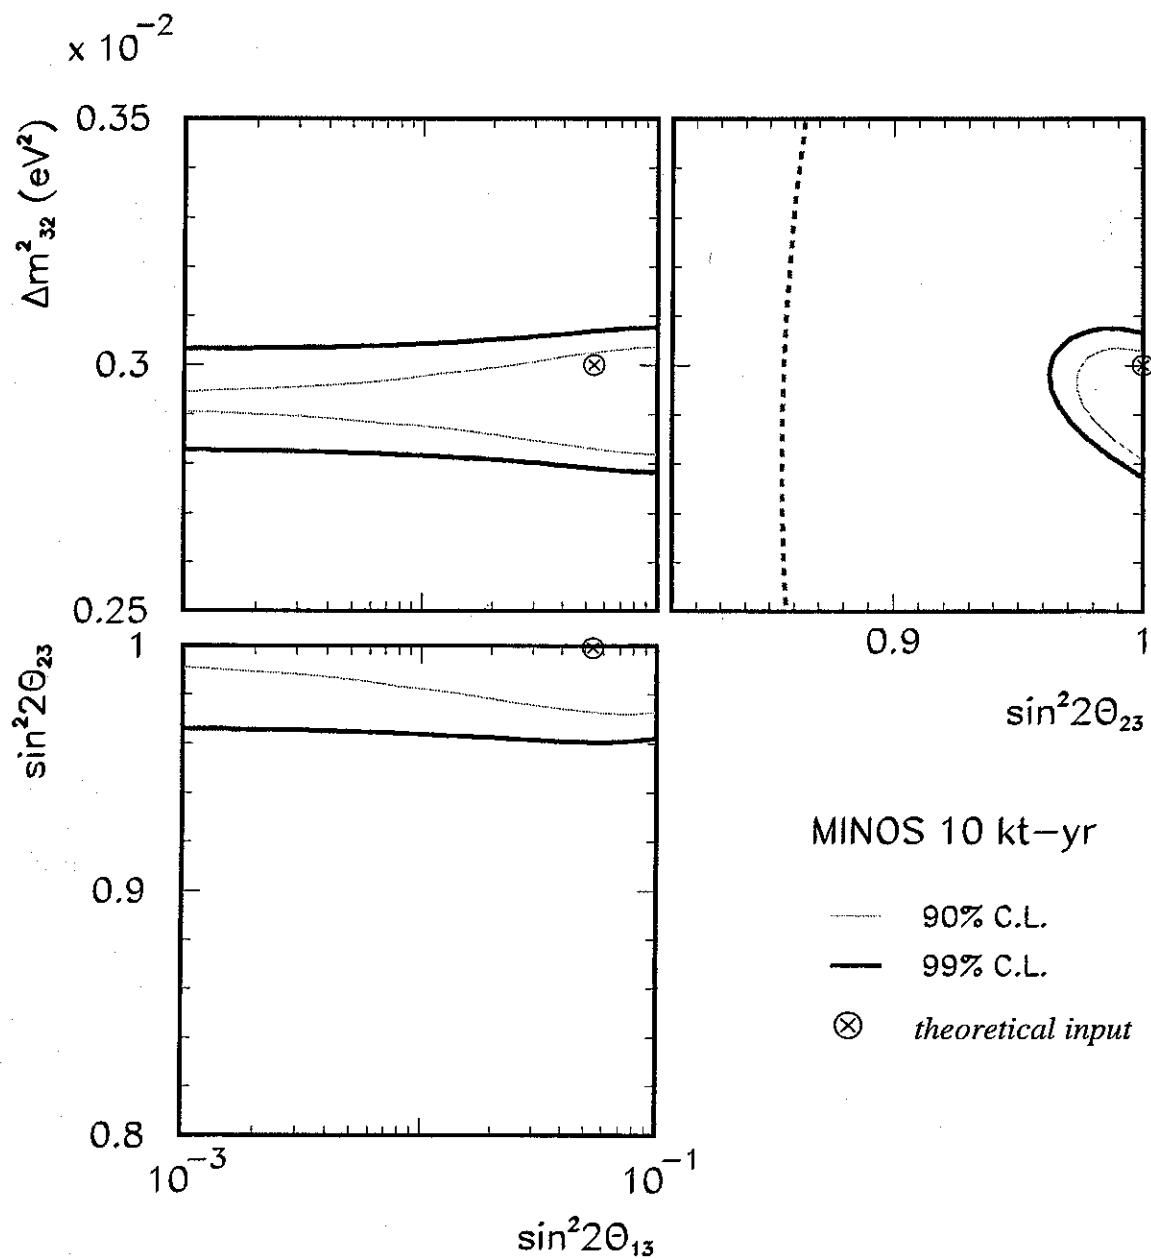 x 10⁻²
0.35
Δm²₃₂ (eV²)
0.3
0.25
1
sin²2Θ₂₃
0.9
0.8
10⁻³
10⁻¹
sin²2Θ₁₃
0.9
1
sin²2Θ₂₃
MINOS 10 kt-yr
90% C.L.
99% C.L.
theoretical input